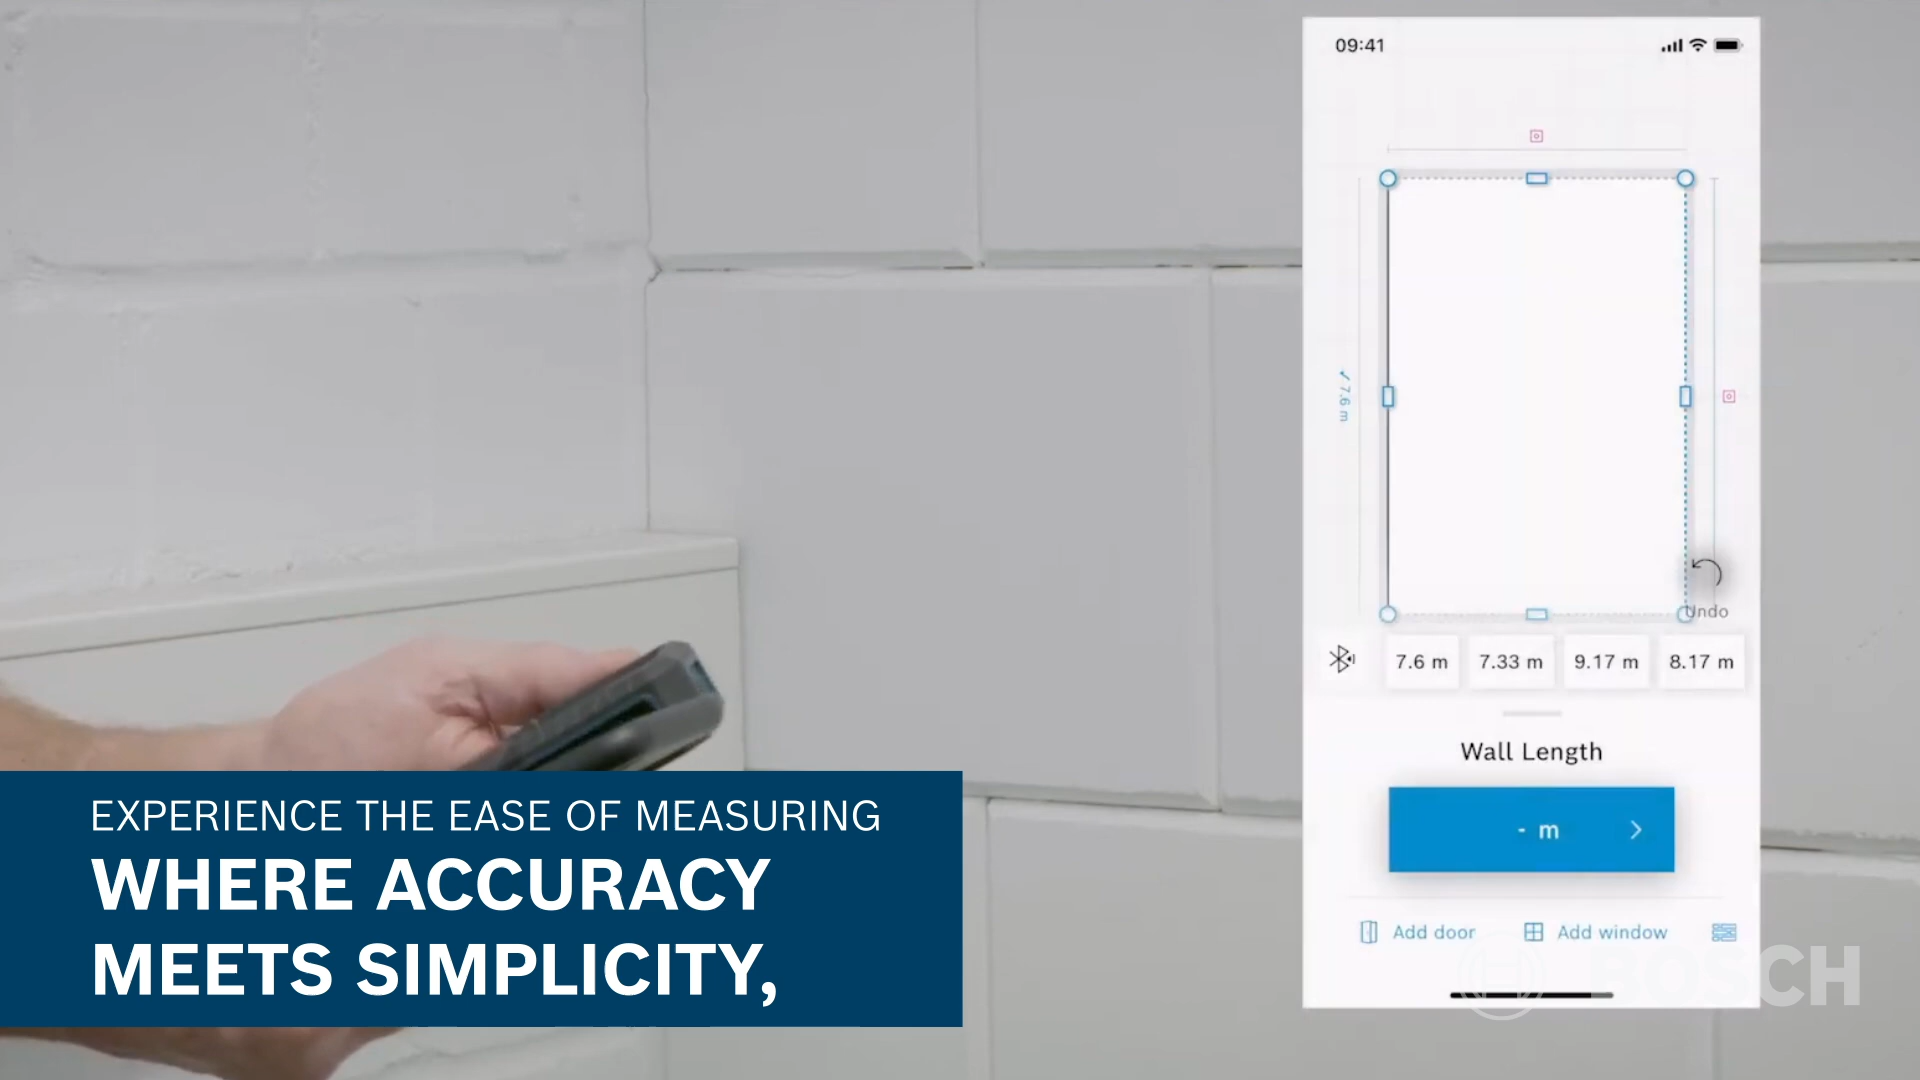 09:41
7.6 m
Undo
7.6 m 7.33 m 9.17 m 8.17 m
Wall Length
- m
Add door Add window
EXPERIENCE THE EASE OF MEASURING
WHERE ACCURACY
MEETS SIMPLICITY,
BOSCH